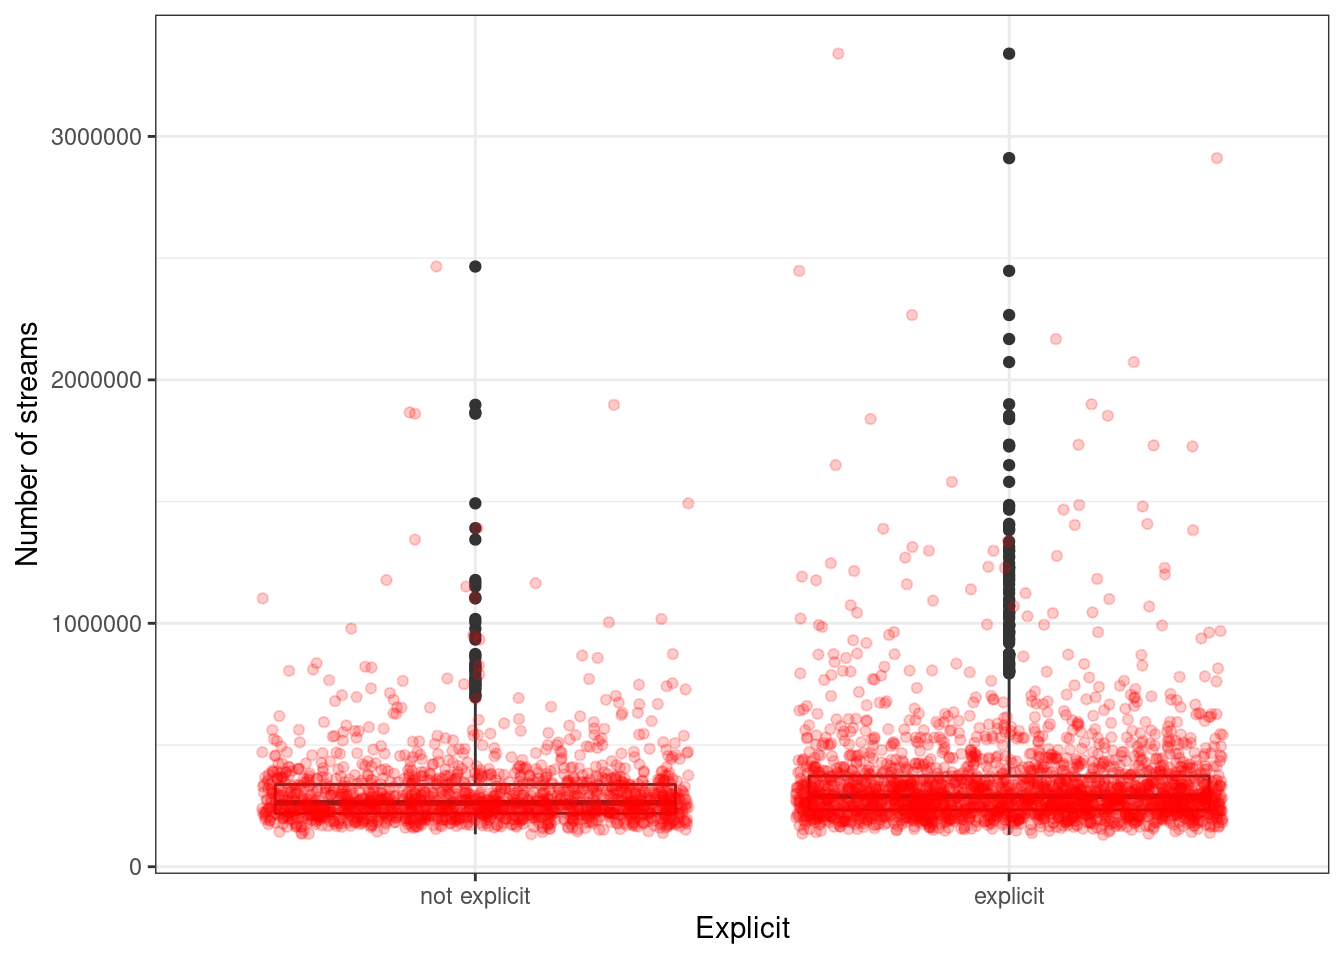 Number of streams
3000000
2000000
1000000
0
not explicit
explicit
Explicit